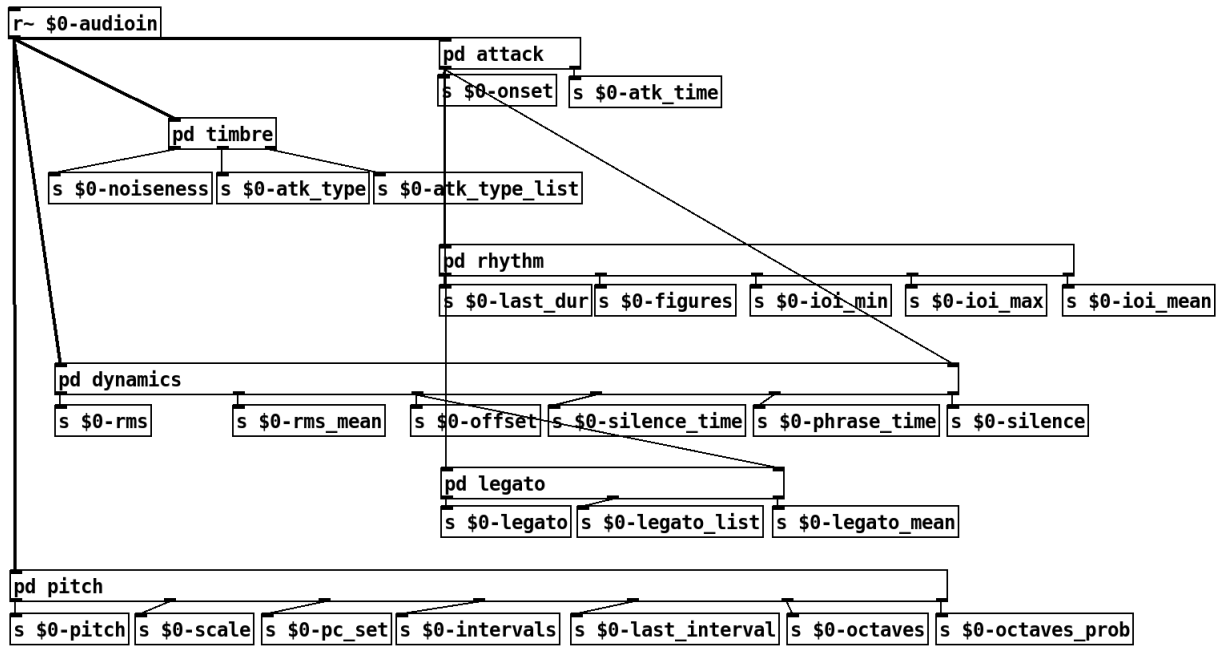 r~ $0-audioin
pd attack
s $0-onset
s $0-atk_time
pd timbre
s $0-noiseness
s $0-atk_type
s $0-atk_type_list
pd rhythm
s $0-last_dur
s $0-figures
s $0-ioi_min
s $0-ioi_max
s $0-ioi_mean
pd dynamics
s $0-rms
s $0-rms_mean
s $0-offset
s $0-silence_time
s $0-phrase_time
s $0-silence
pd legato
s $0-legato
s $0-legato_list
s $0-legato_mean
pd pitch
s $0-pitch
s $0-scale
s $0-pc_set
s $0-intervals
s $0-last_interval
s $0-octaves
s $0-octaves_prob